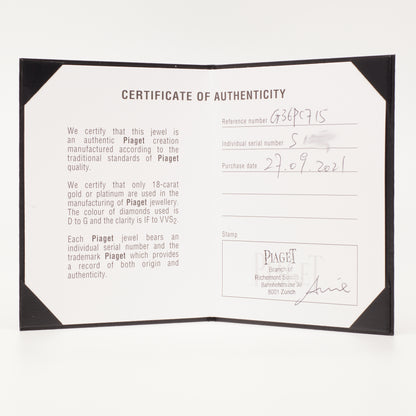 CERTIFICATE OF AUTHENTICITY
We certify that this jewel is
an authentic Piaget creation
manufactured according to the
traditional standards of Piaget
quality.
We certify that only 18-carat
gold or platinum are used in the
manufacturing of Piaget jewellery.
The colour of diamonds used is
D to G and the clarity is IF to VVS2.
Each Piaget jewel bears an
individual serial number and the
trademark Piaget which provides
a record of both origin and
authenticity.
Reference number G36PC715
Individual serial number S
Purchase date 27.09.2021
Stamp
PIAGET
Branch of
Richemont Suisse
Bahnhofstrasse
8001 Zürich